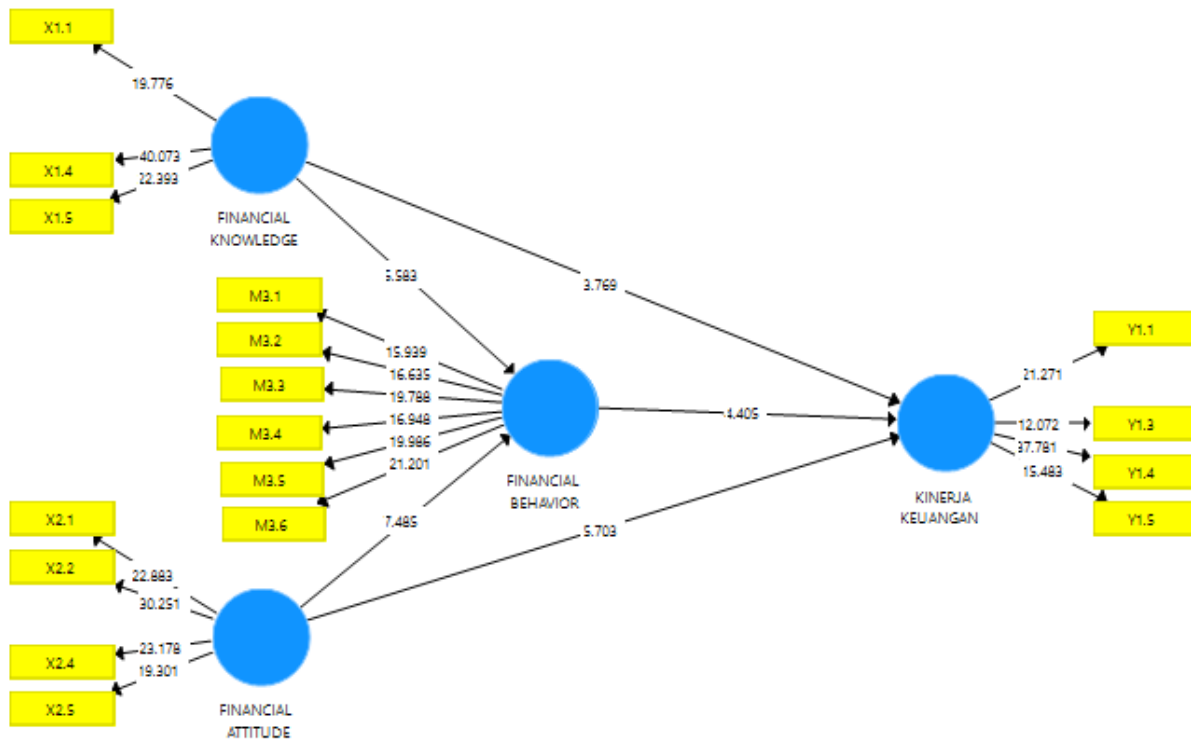 X1.1
19.776
X1.4
40.073
X1.5
22.393
FINANCIAL
KNOWLEDGE
3.769
M3.1
M3.2
M3.3
M3.4
M3.5
M3.6
15.939
16.635
19.788
16.948
19.986
21.201
FINANCIAL
BEHAVIOR
4.405
7.485
5.703
X2.1
X2.2
X2.4
X2.5
22.883
30.251
23.178
19.301
FINANCIAL
ATTITUDE
KINERJA
KEUANGAN
21.271
12.072
37.781
15.483
Y1.1
Y1.3
Y1.4
Y1.5